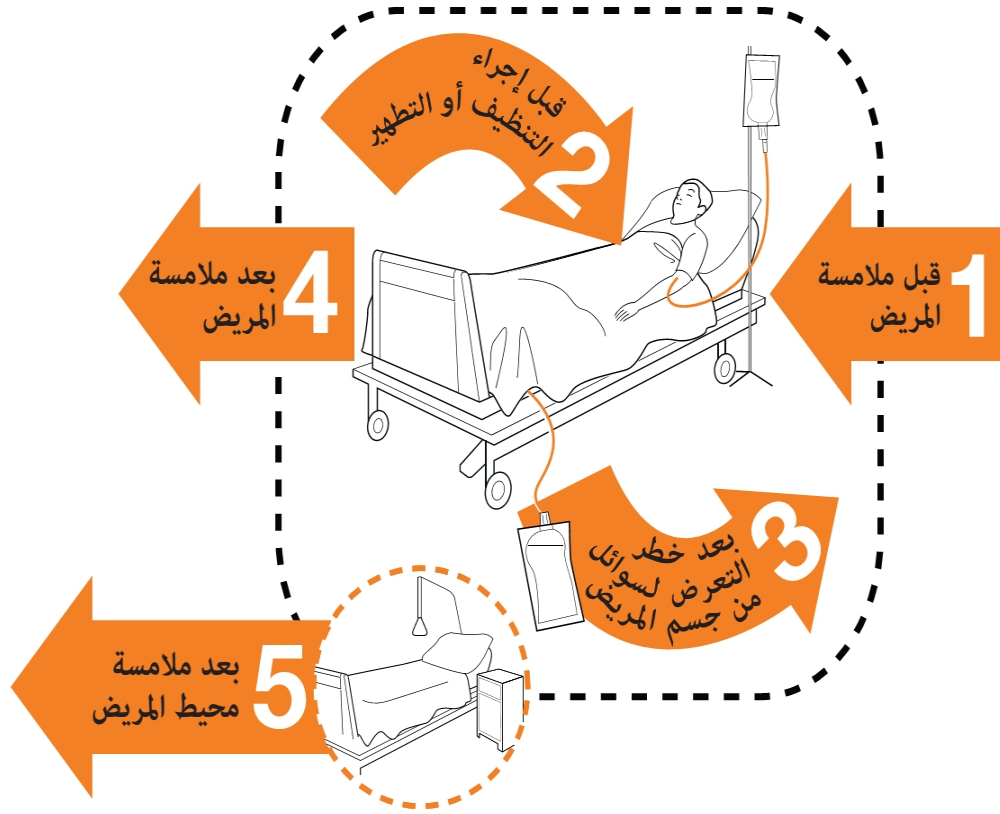 1
قبل ملامسة
المريض
2
قبل إجراء
التنظيف أو التطهير
3
بعد خطر
التعرض لسوائل
من جسم المريض
4
بعد ملامسة
المريض
5
بعد ملامسة
محيط المريض